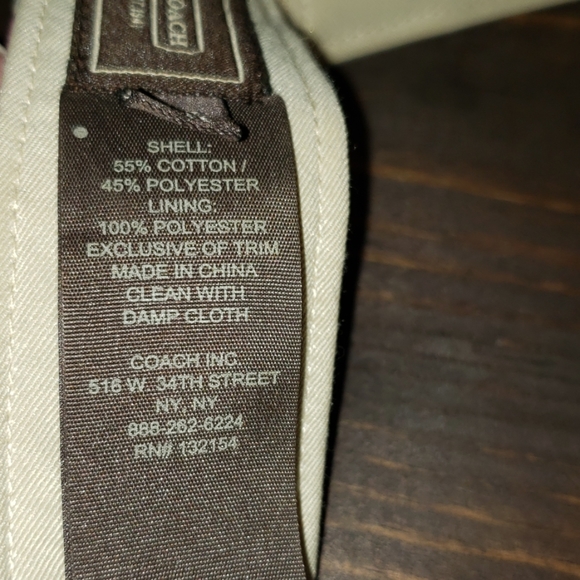 COACH
SHELL:
55% COTTON /
45% POLYESTER
LINING:
100% POLYESTER
EXCLUSIVE OF TRIM
MADE IN CHINA
CLEAN WITH
DAMP CLOTH
COACH INC
516 W. 34TH STREET
NY, NY
888-262-6224
RN# 132154